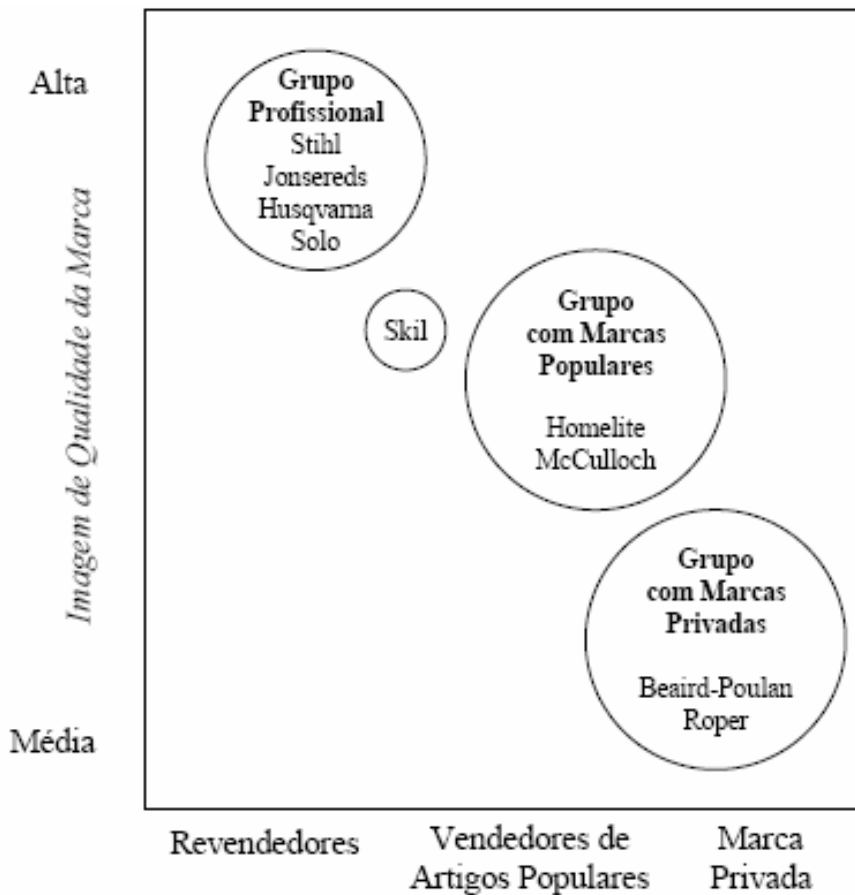 Alta
Imagem de Qualidade da Marca
Média
Grupo
Profissional
Stihl
Jonsereds
Husqvarna
Solo
Skil
Grupo
com Marcas
Populares
Homelite
McCulloch
Grupo
com Marcas
Privadas
Beaird-Poulan
Roper
Revendedores
Vendedores de
Artigos Populares
Marca
Privada